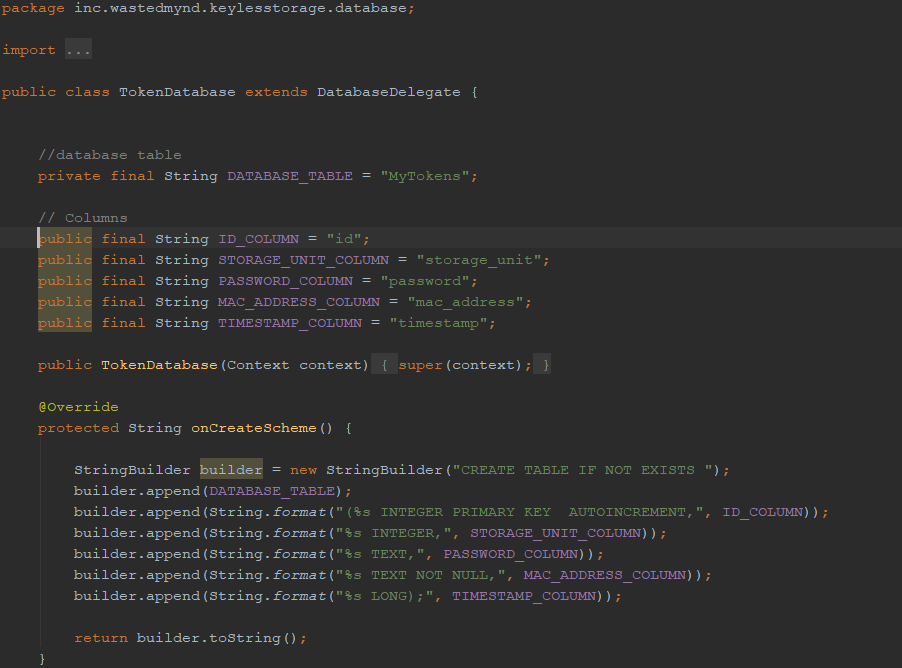 package inc.wastedmynd.keylesstorage.database;
import ...
public class TokenDatabase extends DatabaseDelegate {
//database table
private final String DATABASE_TABLE = "MyTokens";
// Columns
public final String ID_COLUMN = "id";
public final String STORAGE_UNIT_COLUMN = "storage_unit";
public final String PASSWORD_COLUMN = "password";
public final String MAC_ADDRESS_COLUMN = "mac_address";
public final String TIMESTAMP_COLUMN = "timestamp";
public TokenDatabase(Context context) { super(context); }
@Override
protected String onCreateScheme() {
StringBuilder builder = new StringBuilder("CREATE TABLE IF NOT EXISTS ");
builder.append(DATABASE_TABLE);
builder.append(String.format("(%s INTEGER PRIMARY KEY  AUTOINCREMENT,", ID_COLUMN));
builder.append(String.format("%s INTEGER,", STORAGE_UNIT_COLUMN));
builder.append(String.format("%s TEXT,", PASSWORD_COLUMN));
builder.append(String.format("%s TEXT NOT NULL,", MAC_ADDRESS_COLUMN));
builder.append(String.format("%s LONG);", TIMESTAMP_COLUMN));
return builder.toString();
}